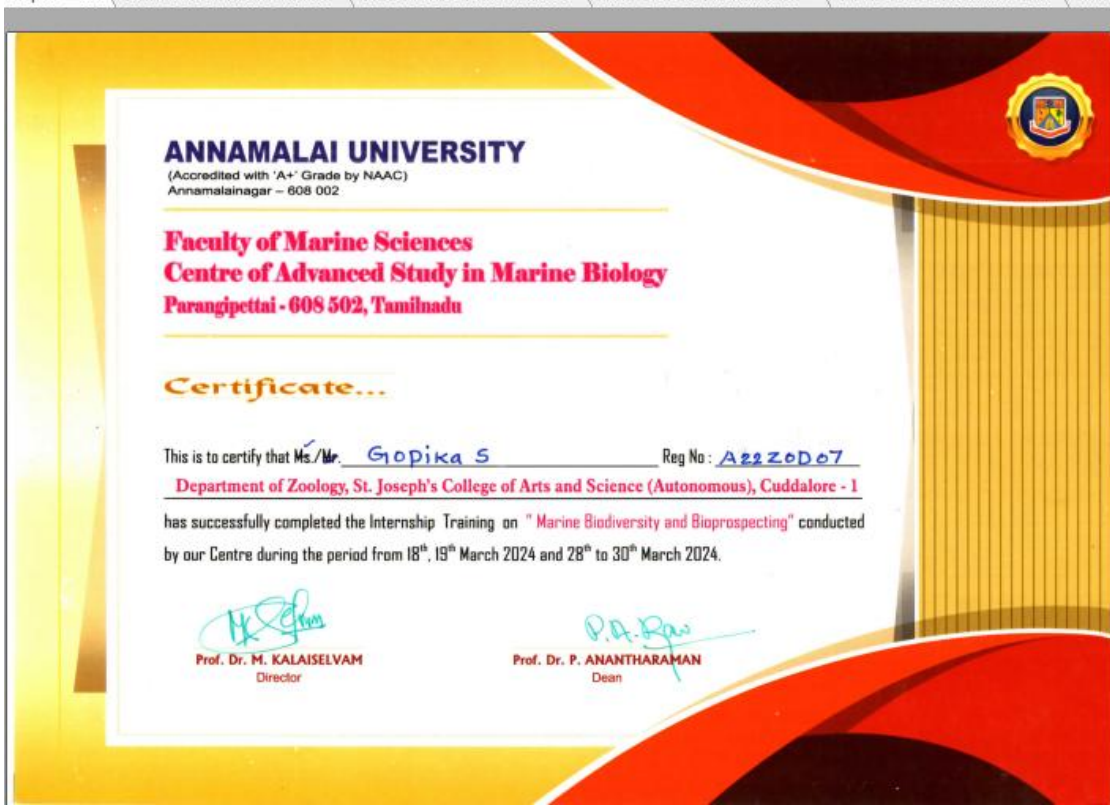 ANNAMALAI UNIVERSITY
(Accredited with 'A+' Grade by NAAC)
Annamalainagar – 608 002
Faculty of Marine Sciences
Centre of Advanced Study in Marine Biology
Parangipettai - 608 502, Tamilnadu
Certificate...
This is to certify that Ms./Mr. Gopika S Reg No : A22ZOD07
Department of Zoology, St. Joseph's College of Arts and Science (Autonomous), Cuddalore - 1
has successfully completed the Internship Training on " Marine Biodiversity and Bioprospecting" conducted
by our Centre during the period from 18th, 19th March 2024 and 28th to 30th March 2024.
P.A. Rav
Prof. Dr. M. KALAISELVAM Prof. Dr. P. ANANTHARAMAN
Director Dean